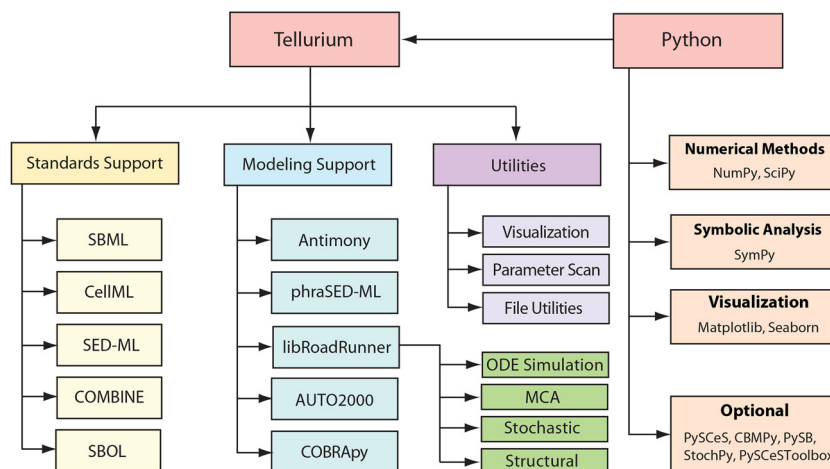 Tellurium
Python
Standards Support
SBML
CellML
SED-ML
COMBINE
SBOL
Modeling Support
Antimony
phraSED-ML
libRoadRunner
AUTO2000
COBRApy
Utilities
Visualization
Parameter Scan
File Utilities
ODE Simulation
MCA
Stochastic
Structural
Numerical Methods
NumPy, SciPy
Symbolic Analysis
SymPy
Visualization
Matplotlib, Seaborn
Optional
PySCeS, CBMPy, PySB,
StochPy, PySCeSToolbox